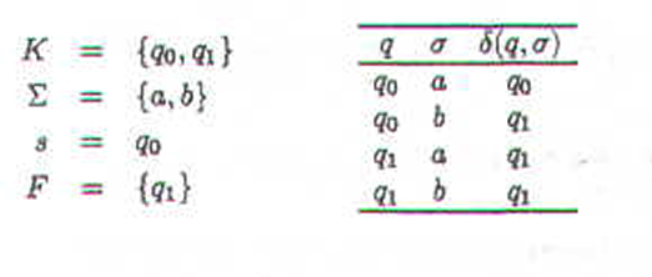 K = {q₀, q₁}
Σ = {a, b}
s = q₀
F = {q₁}
q σ δ(q, σ)
q₀ a q₀
q₀ b q₁
q₁ a q₁
q₁ b q₁